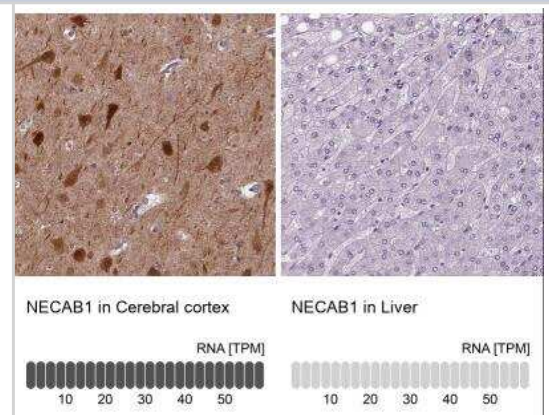 NECAB1 in Cerebral cortex
RNA [TPM]
10 20 30 40 50
NECAB1 in Liver
RNA [TPM]
10 20 30 40 50